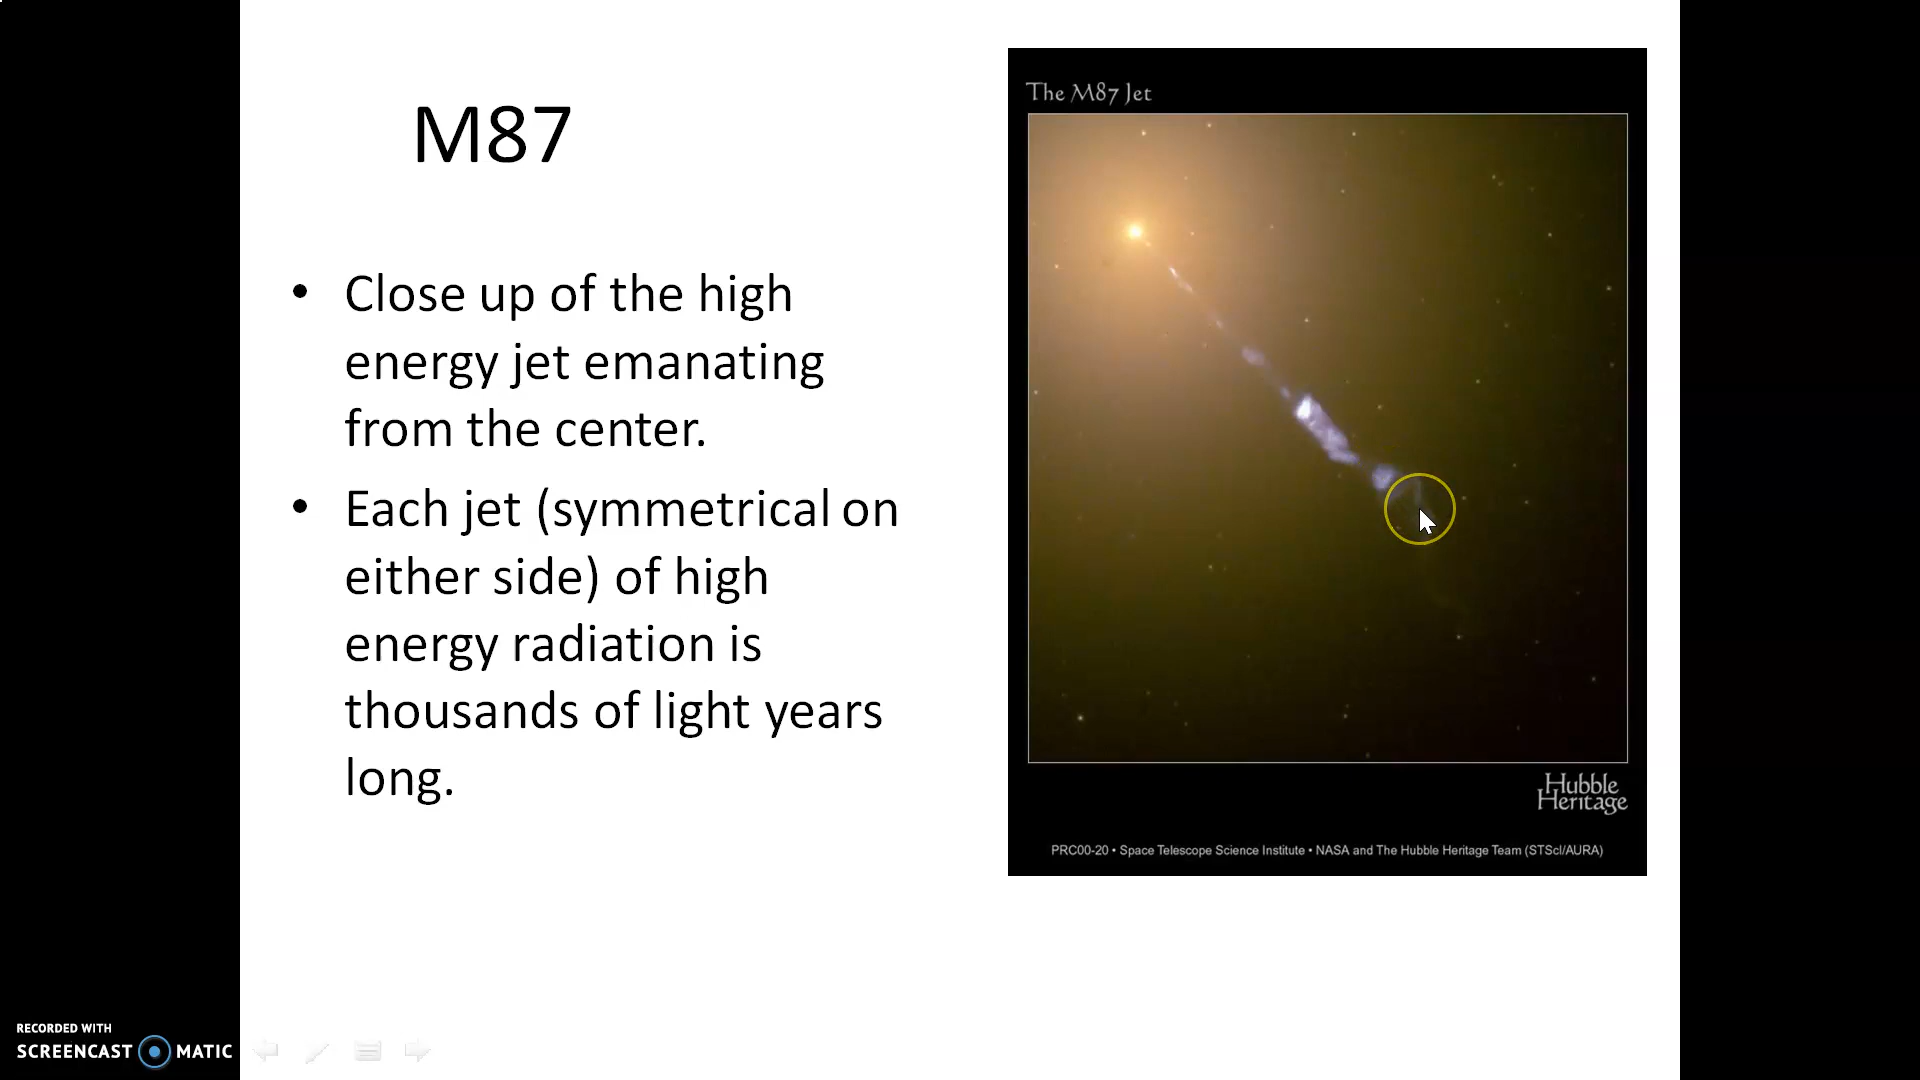 M87
• Close up of the high
energy jet emanating
from the center.
• Each jet (symmetrical on
either side) of high
energy radiation is
thousands of light years
long.
The M87 Jet
Hubble
Heritage
PRC00-20 • Space Telescope Science Institute • NASA and The Hubble Heritage Team (STScI/AURA)
RECORDED WITH
SCREENCAST MATIC